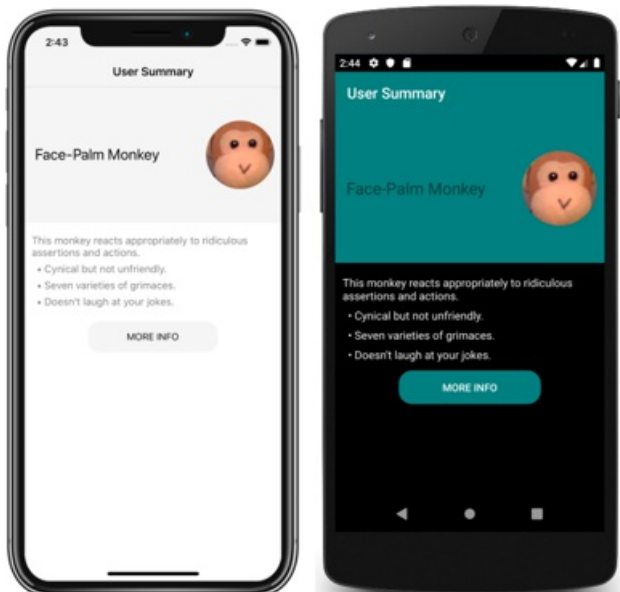 2:43
User Summary
Face-Palm Monkey
This monkey reacts appropriately to ridiculous
assertions and actions.
• Cynical but not unfriendly.
• Seven varieties of grimaces.
• Doesn't laugh at your jokes.
MORE INFO
2:44
User Summary
Face-Palm Monkey
This monkey reacts appropriately to ridiculous
assertions and actions.
• Cynical but not unfriendly.
• Seven varieties of grimaces.
• Doesn't laugh at your jokes.
MORE INFO